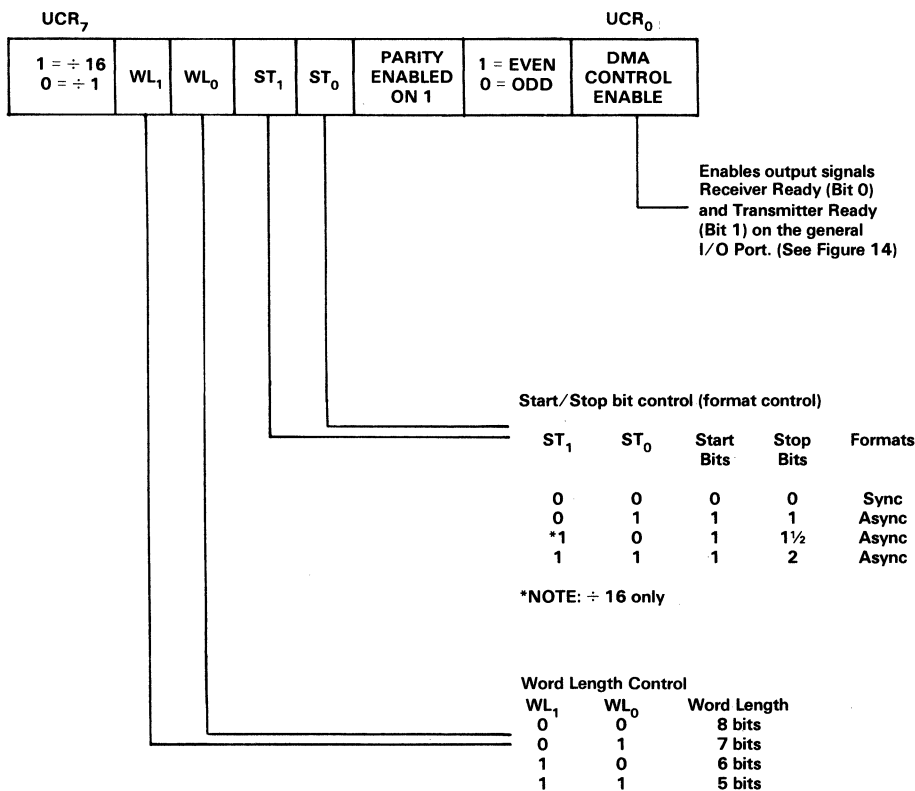 UCR₇ UCR₀
1 = ÷ 16
0 = ÷ 1
WL₁
WL₀
ST₁
ST₀
PARITY
ENABLED
ON 1
1 = EVEN
0 = ODD
DMA
CONTROL
ENABLE
Enables output signals
Receiver Ready (Bit 0)
and Transmitter Ready
(Bit 1) on the general
I/O Port. (See Figure 14)
Start/Stop bit control (format control)
ST₁ ST₀ Start Bits Stop Bits Formats
0 0 0 0 Sync
0 1 1 1 Async
*1 0 1 1½ Async
1 1 1 2 Async
*NOTE: ÷ 16 only
Word Length Control
WL₁ WL₀ Word Length
0 0 8 bits
0 1 7 bits
1 0 6 bits
1 1 5 bits